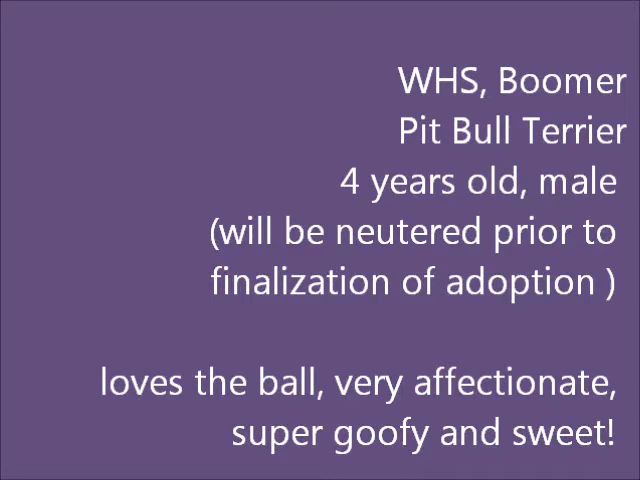 WHS, Boomer
Pit Bull Terrier
4 years old, male
(will be neutered prior to
finalization of adoption )
loves the ball, very affectionate,
super goofy and sweet!